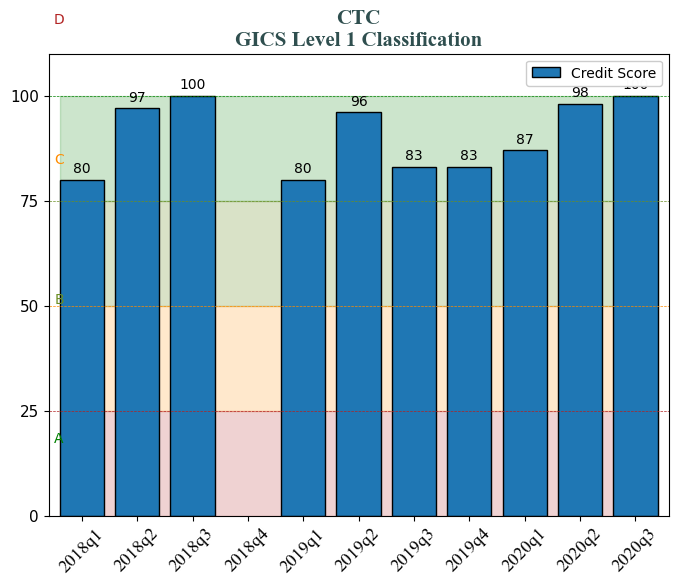 D
CTC
GICS Level 1 Classification
Credit Score
100
97
100
96
98
C
80
80
83
83
87
75
B
50
25
A
0
2018q1
2018q2
2018q3
2018q4
2019q1
2019q2
2019q3
2019q4
2020q1
2020q2
2020q3